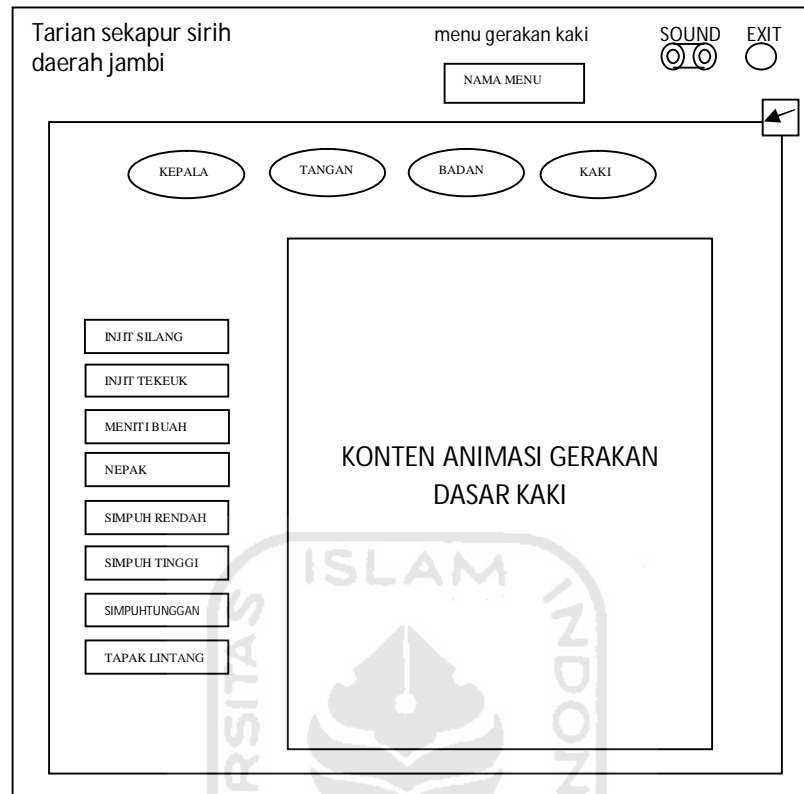 Tarian sekapur sirih
daerah jambi
menu gerakan kaki
SOUND
EXIT
NAMA MENU
KEPALA
TANGAN
BADAN
KAKI
INJIT SILANG
INJIT TEKEUK
MENITI BUAH
NEPAK
SIMPUH RENDAH
SIMPUH TINGGI
SIMPUHTUNGGAN
TAPAK LINTANG
KONTEN ANIMASI GERAKAN
DASAR KAKI
ISLAM